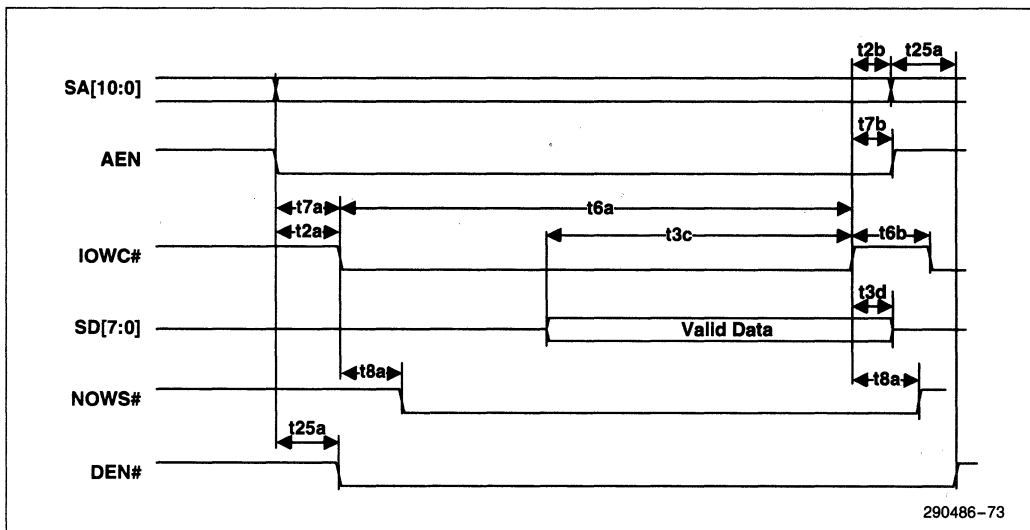 t2b t25a
SA[10:0]
t7b
AEN
t7a t6a
t2a t3c t6b
IOWC#
t3d
SD[7:0] Valid Data
t8a t8a
NOWS#
t25a
DEN#
290486-73